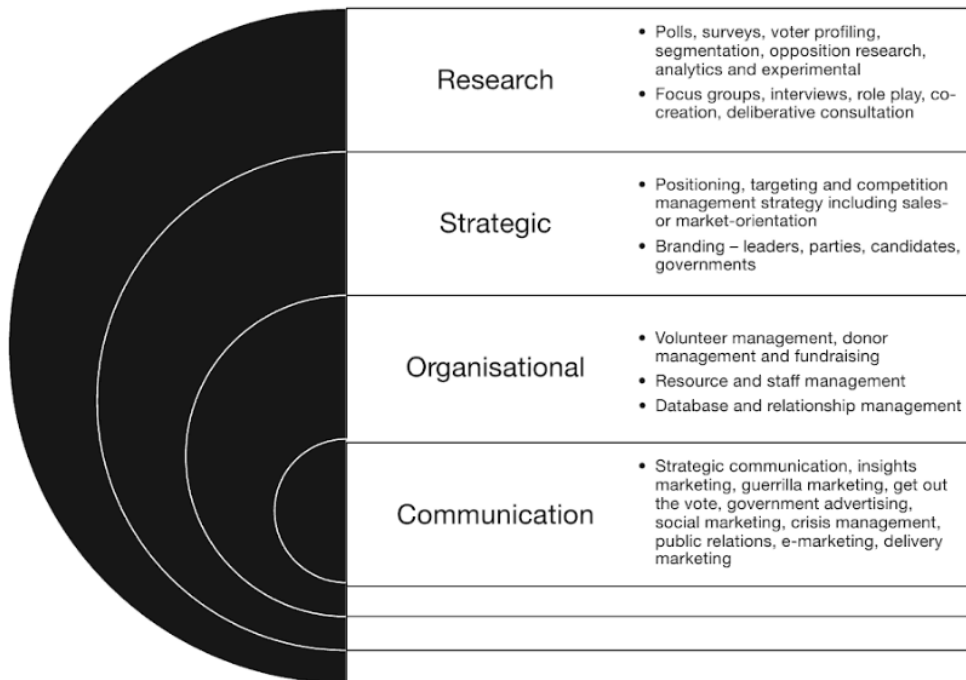 Research
• Polls, surveys, voter profiling,
segmentation, opposition research,
analytics and experimental
• Focus groups, interviews, role play, co-
creation, deliberative consultation
Strategic
• Positioning, targeting and competition
management strategy including sales-
or market-orientation
• Branding – leaders, parties, candidates,
governments
Organisational
• Volunteer management, donor
management and fundraising
• Resource and staff management
• Database and relationship management
Communication
• Strategic communication, insights
marketing, guerrilla marketing, get out
the vote, government advertising,
social marketing, crisis management,
public relations, e-marketing, delivery
marketing